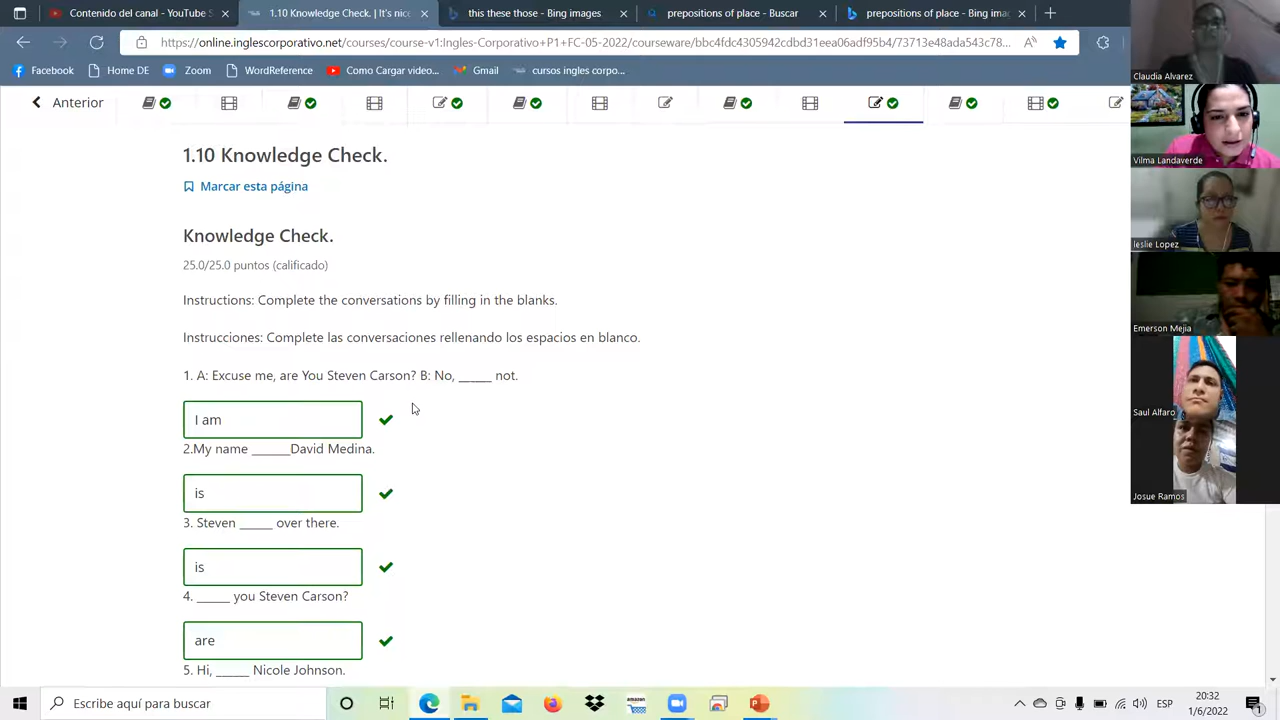 Contenido del canal - YouTube S
1.10 Knowledge Check. | It's nice
this these those - Bing images
prepositions of place - Buscar
prepositions of place - Bing ima
https://online.inglescorporativo.net/courses/course-v1:Ingles-Corporativo+P1+FC-05-2022/courseware/bbc4fdc4305942cdbd31eea06adf95b4/73713e48ada543c78...
Facebook
Home DE
Zoom
WordReference
Como Cargar video...
Gmail
cursos ingles corpo...
Anterior
1.10 Knowledge Check.
Marcar esta página
Knowledge Check.
25.0/25.0 puntos (calificado)
Instructions: Complete the conversations by filling in the blanks.
Instrucciones: Complete las conversaciones rellenando los espacios en blanco.
1. A: Excuse me, are You Steven Carson? B: No, _____ not.
I am
2.My name ______David Medina.
is
3. Steven _____ over there.
is
4. _____ you Steven Carson?
are
5. Hi, _____ Nicole Johnson.
Claudia Alvarez
Vilma Landaverde
leslie Lopez
Emerson Mejia
Saul Alfaro
Josue Ramos
Escribe aquí para buscar
amazon
ESP
20:32
1/6/2022
1